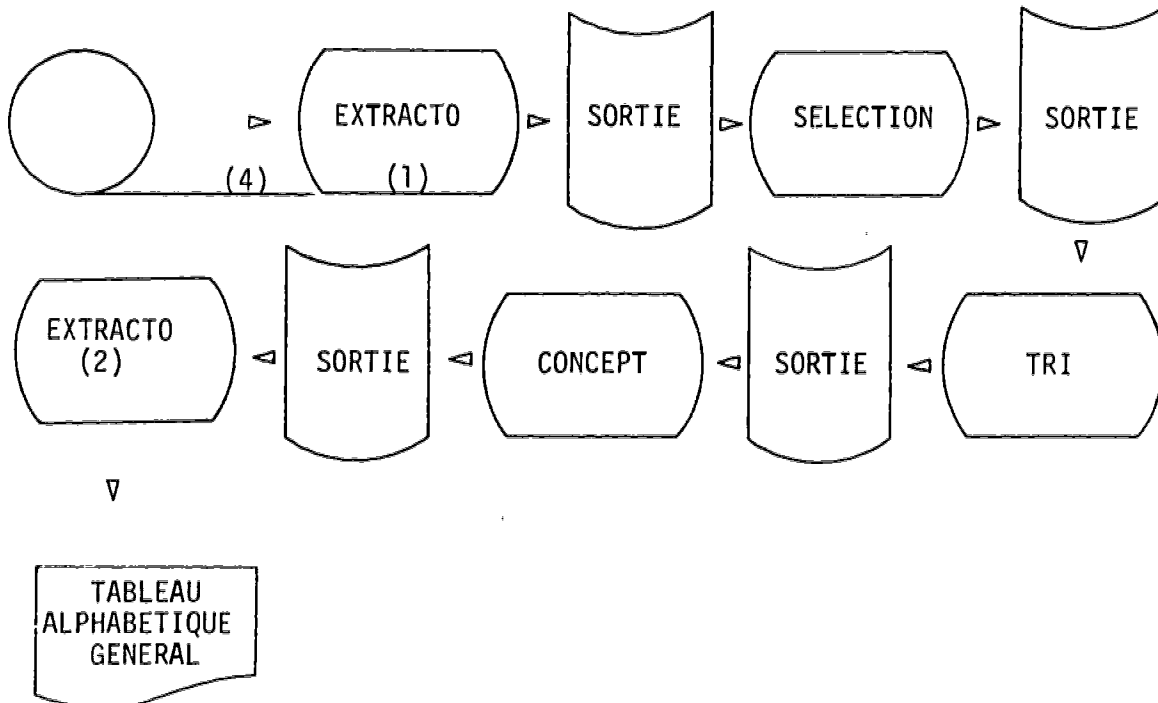 EXTRACTO
SORTIE
SELECTION
SORTIE
(4)
(1)
EXTRACTO
(2)
SORTIE
CONCEPT
SORTIE
TRI
TABLEAU
ALPHABETIQUE
GENERAL